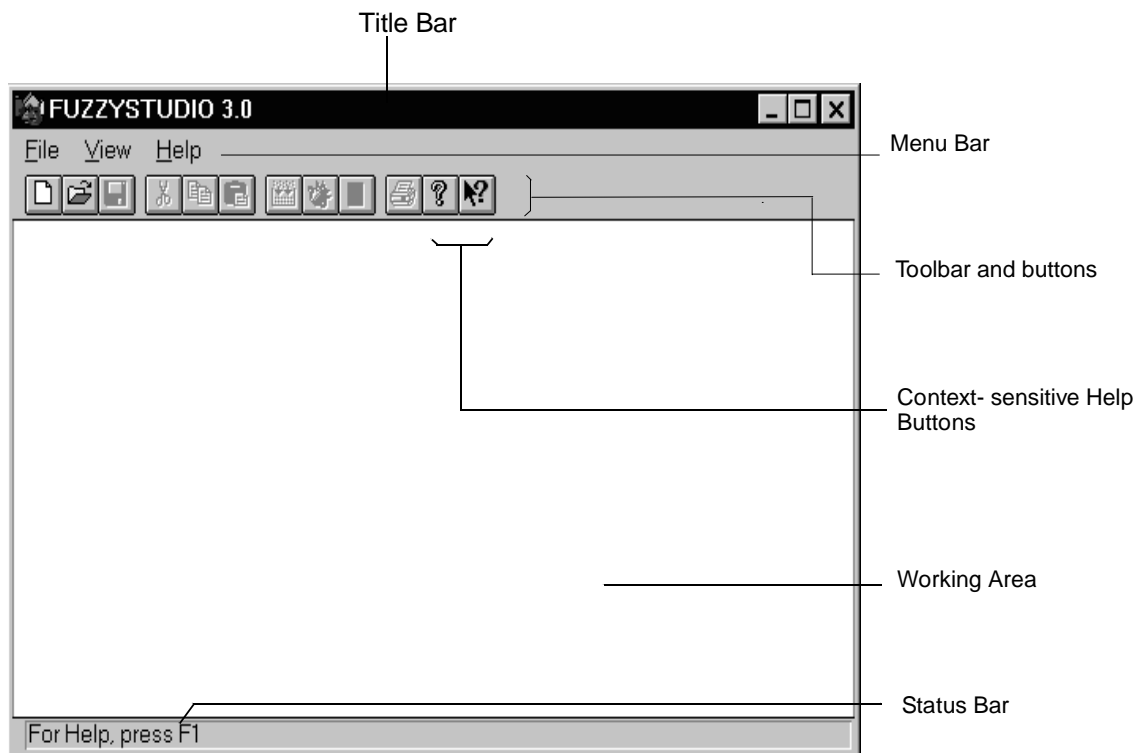 Title Bar
FUZZYSTUDIO 3.0
File View Help
Menu Bar
Toolbar and buttons
Context- sensitive Help
Buttons
Working Area
Status Bar
For Help, press F1